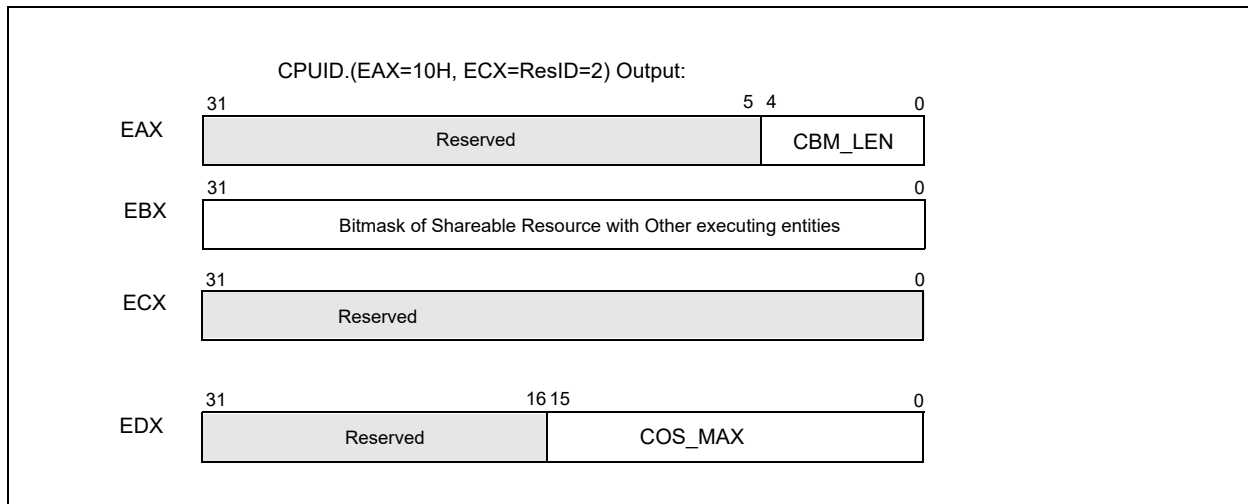 CPUID.(EAX=10H, ECX=ResID=2) Output:
31 5 4 0
EAX Reserved CBM_LEN
31 0
EBX Bitmask of Shareable Resource with Other executing entities
31 0
ECX Reserved
31 16 15 0
EDX Reserved COS_MAX